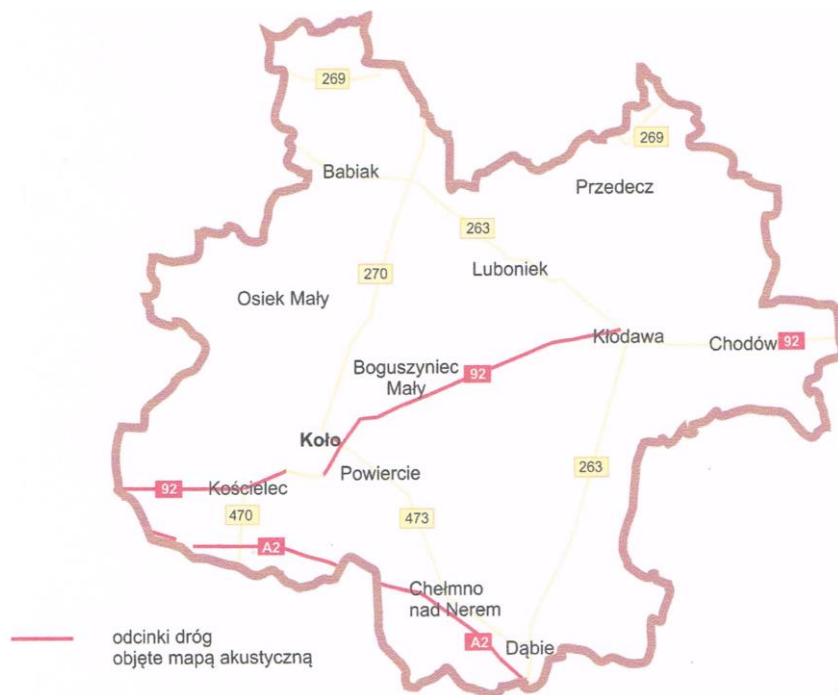 269
269
Babiak
Przedecz
263
Luboniek
270
Osiek Mały
Kłodawa
Chodów
92
Boguszyniec
Mały
92
Koło
Powiercie
263
92
Kościelec
470
473
A2
Chełmno
nad Nerem
A2
Dąbie
odcinki dróg
objęte mapą akustyczną